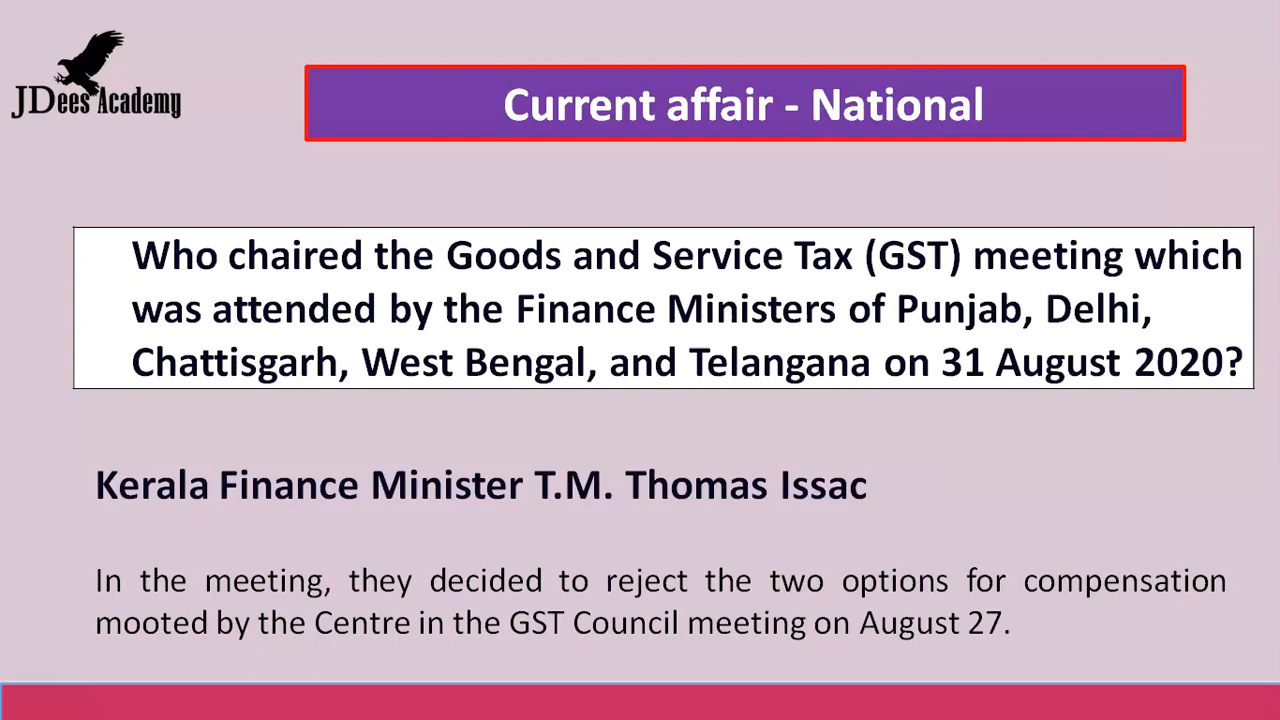 JDees Academy
Current affair - National
Who chaired the Goods and Service Tax (GST) meeting which
was attended by the Finance Ministers of Punjab, Delhi,
Chattisgarh, West Bengal, and Telangana on 31 August 2020?
Kerala Finance Minister T.M. Thomas Issac
In the meeting, they decided to reject the two options for compensation
mooted by the Centre in the GST Council meeting on August 27.